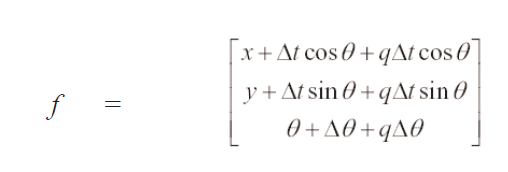 x + Δt cos θ + qΔt cos θ
f = y + Δt sin θ + qΔt sin θ
θ + Δθ + qΔθ